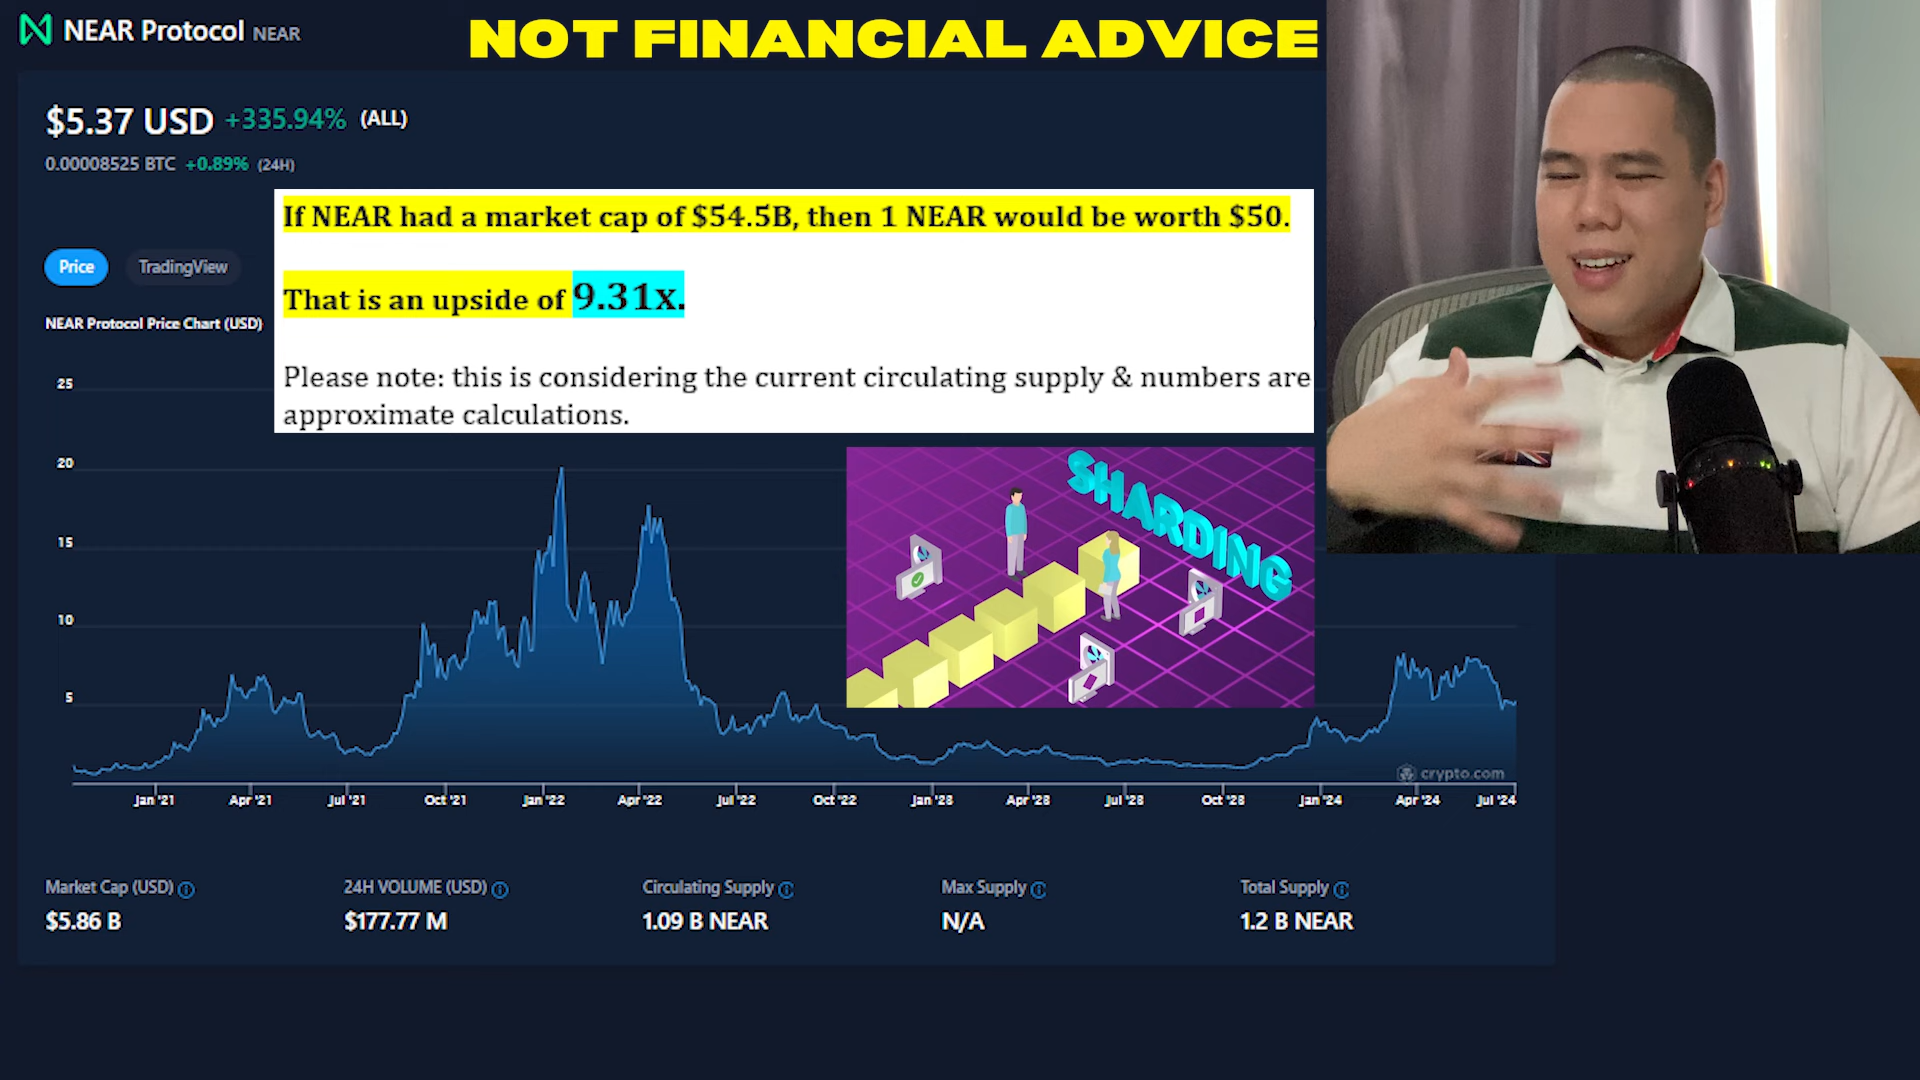 NEAR Protocol NEAR
NOT FINANCIAL ADVICE
$5.37 USD +335.94% (ALL)
0.00008525 BTC +0.89% (24H)
If NEAR had a market cap of $54.5B, then 1 NEAR would be worth $50.
That is an upside of 9.31x.
Please note: this is considering the current circulating supply & numbers are
approximate calculations.
Price TradingView
NEAR Protocol Price Chart (USD)
25
20
15
10
5
SHARDING
crypto.com
Jan '21 Apr '21 Jul '21 Oct '21 Jan '22 Apr '22 Jul '22 Oct '22 Jan '23 Apr '23 Jul '23 Oct '23 Jan '24 Apr '24 Jul '24
Market Cap (USD) 24H VOLUME (USD) Circulating Supply Max Supply Total Supply
$5.86 B $177.77 M 1.09 B NEAR N/A 1.2 B NEAR